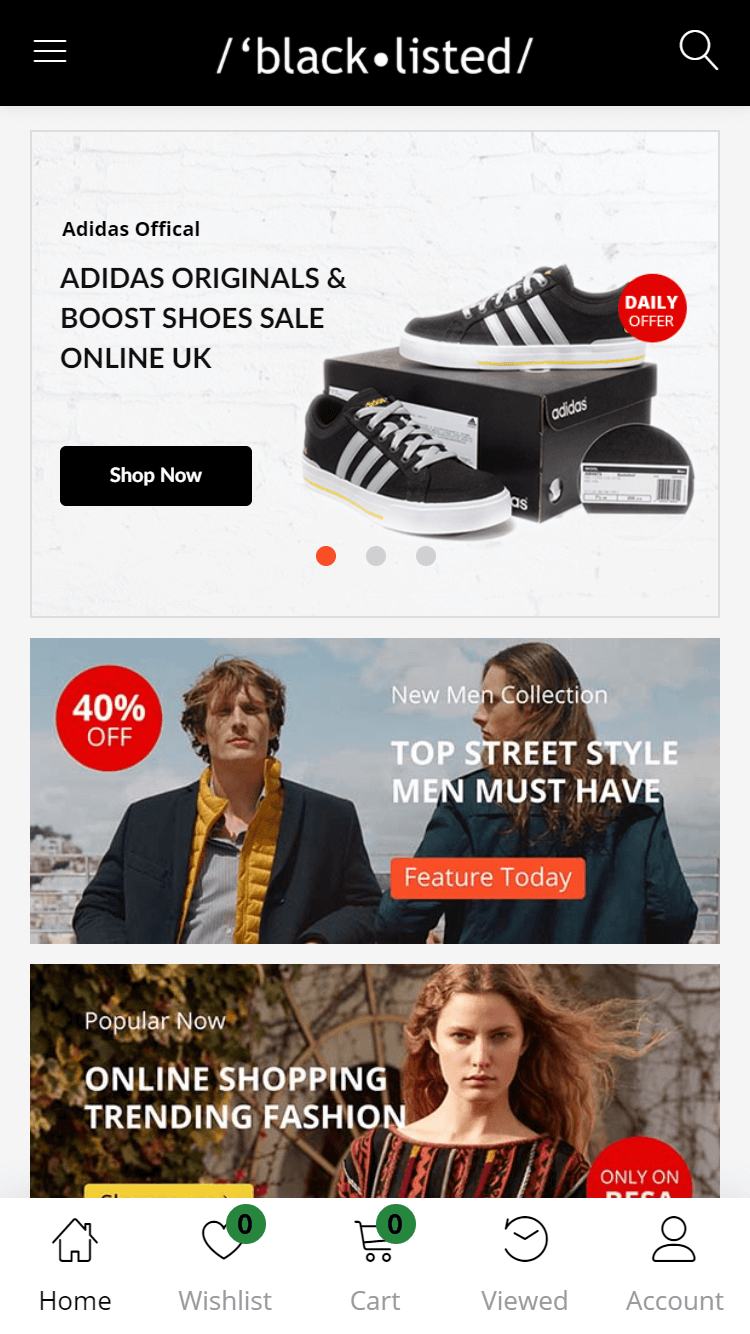 /‘black•listed/
Adidas Offical
ADIDAS ORIGINALS &
BOOST SHOES SALE
ONLINE UK
DAILY
OFFER
adidas
Shop Now
40%
OFF
New Men Collection
TOP STREET STYLE
MEN MUST HAVE
Feature Today
Popular Now
ONLINE SHOPPING
TRENDING FASHION
ONLY ON
0
0
Home
Wishlist
Cart
Viewed
Account